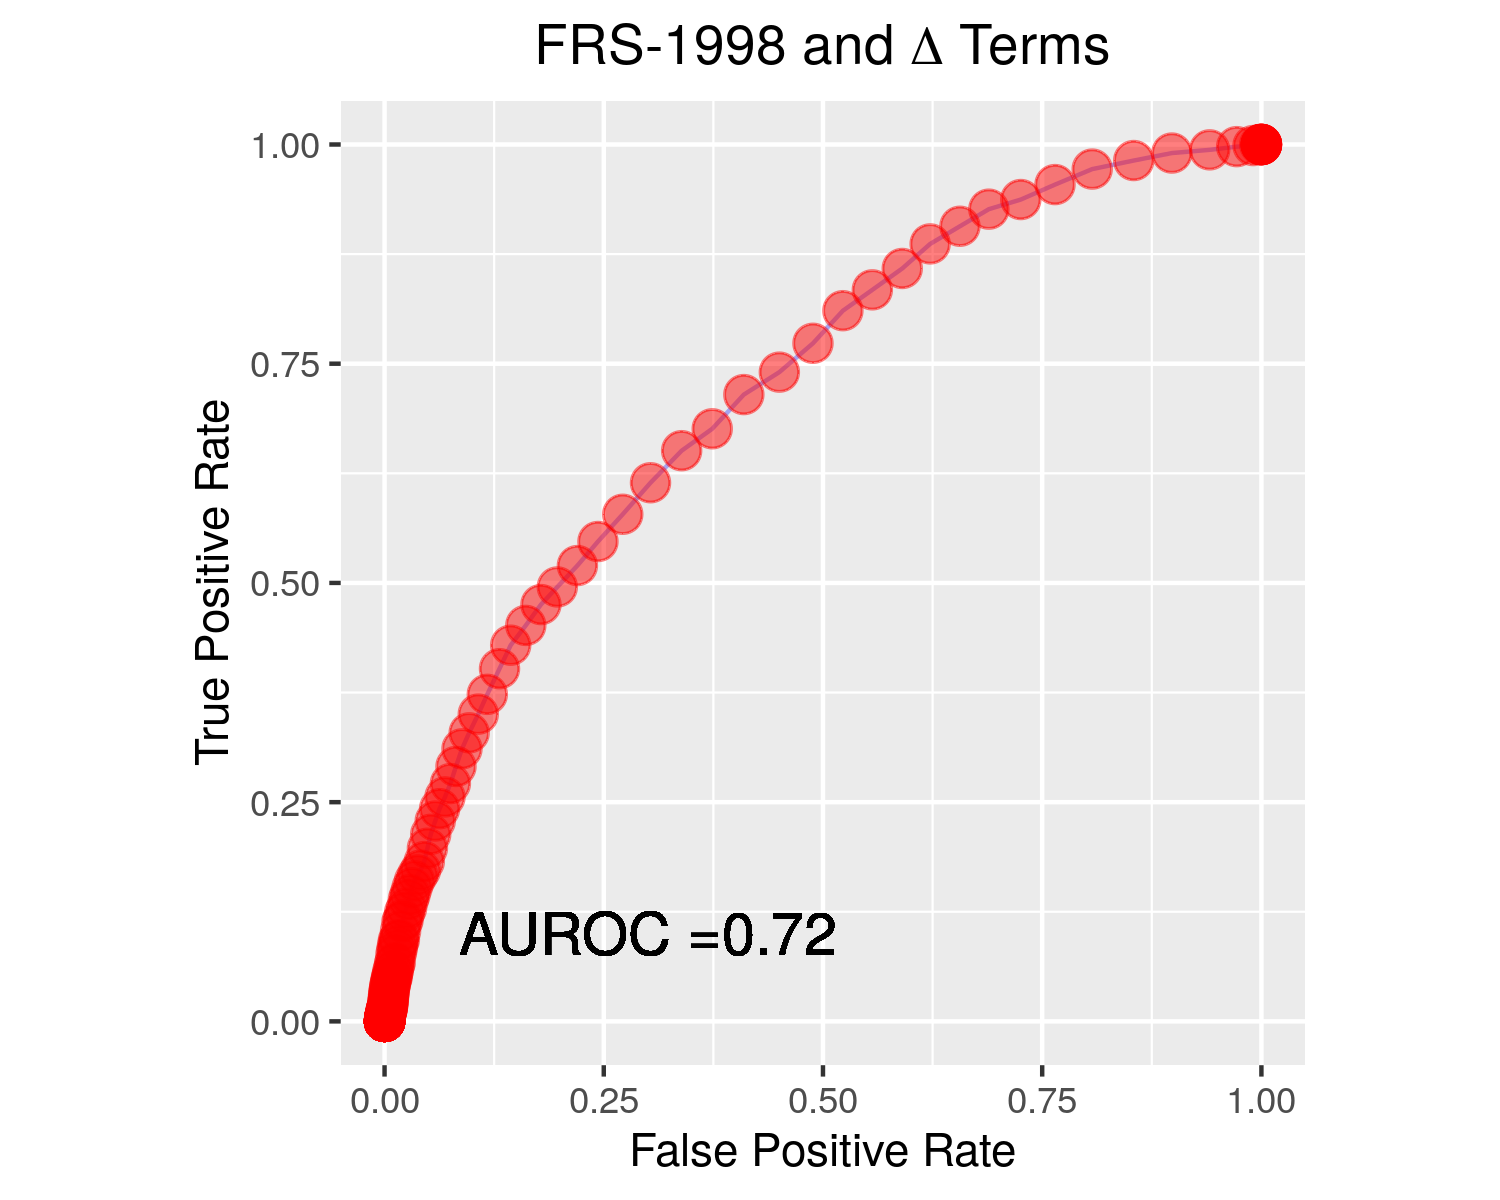 FRS-1998 and Δ Terms
1.00
0.75
0.50
0.25
0.00
True Positive Rate
AUROC =0.72
0.00 0.25 0.50 0.75 1.00
False Positive Rate